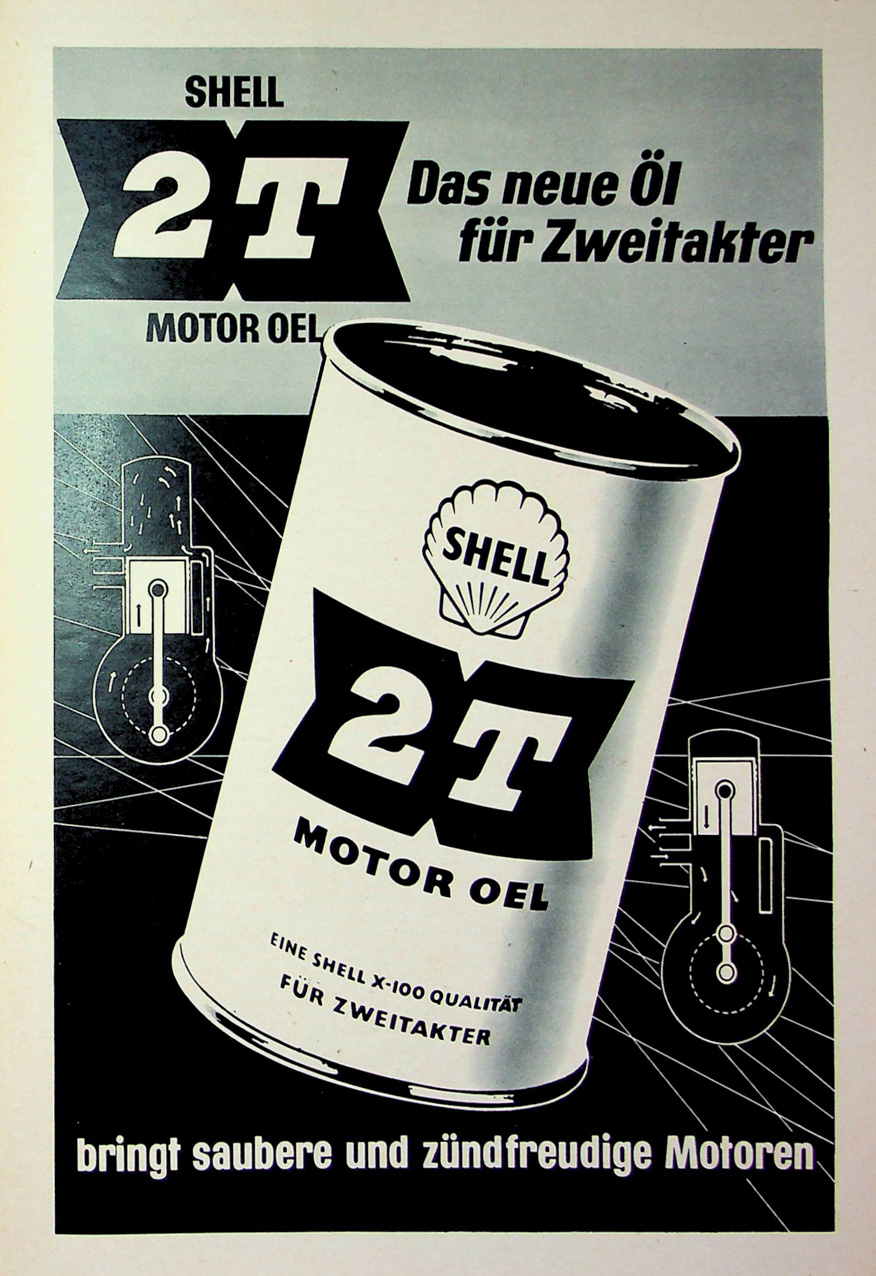 SHELL
2T
MOTOR OEL
Das neue Öl
für Zweitakter
SHELL
2T
MOTOR OEL
EINE SHELL X-100 QUALITÄT
FÜR ZWEITAKTER
bringt saubere und zündfreudige Motoren